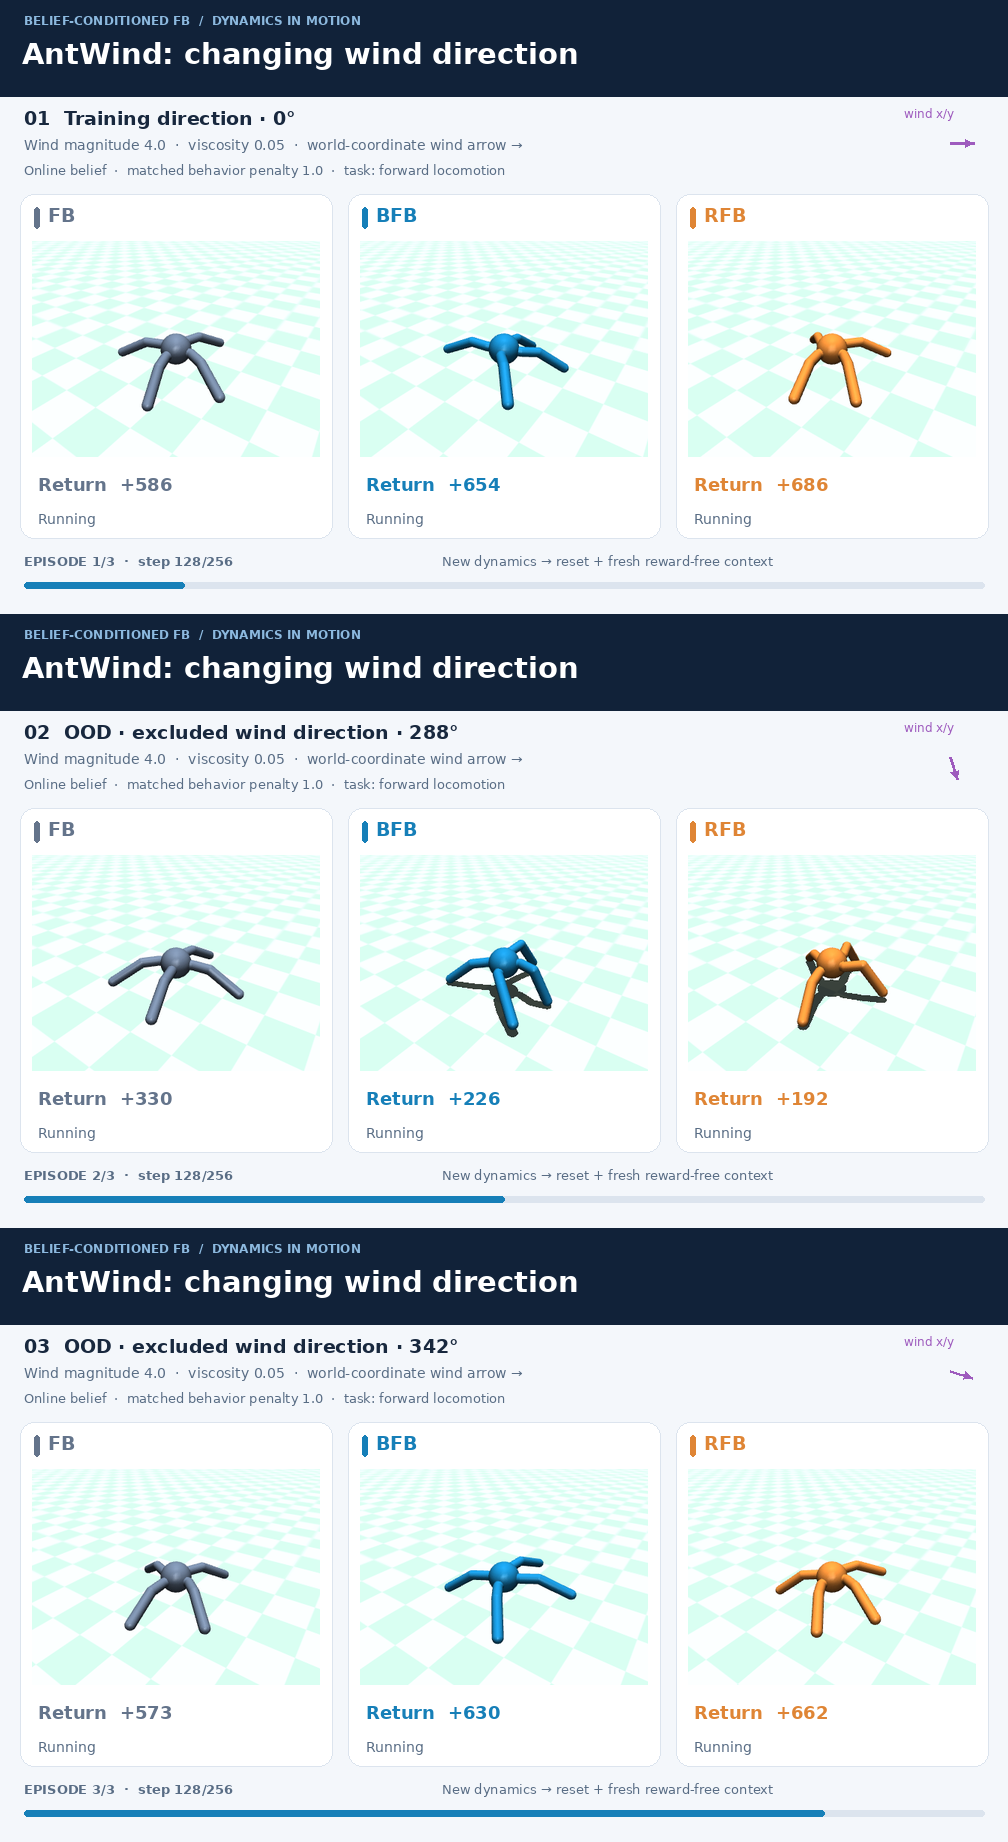 BELIEF-CONDITIONED FB / DYNAMICS IN MOTION
AntWind: changing wind direction
01 Training direction · 0°
wind x/y
Wind magnitude 4.0 · viscosity 0.05 · world-coordinate wind arrow →
Online belief · matched behavior penalty 1.0 · task: forward locomotion
FB
BFB
RFB
Return +586
Return +654
Return +686
Running
Running
Running
EPISODE 1/3 · step 128/256
New dynamics → reset + fresh reward-free context
BELIEF-CONDITIONED FB / DYNAMICS IN MOTION
AntWind: changing wind direction
02 OOD · excluded wind direction · 288°
wind x/y
Wind magnitude 4.0 · viscosity 0.05 · world-coordinate wind arrow →
Online belief · matched behavior penalty 1.0 · task: forward locomotion
FB
BFB
RFB
Return +330
Return +226
Return +192
Running
Running
Running
EPISODE 2/3 · step 128/256
New dynamics → reset + fresh reward-free context
BELIEF-CONDITIONED FB / DYNAMICS IN MOTION
AntWind: changing wind direction
03 OOD · excluded wind direction · 342°
wind x/y
Wind magnitude 4.0 · viscosity 0.05 · world-coordinate wind arrow →
Online belief · matched behavior penalty 1.0 · task: forward locomotion
FB
BFB
RFB
Return +573
Return +630
Return +662
Running
Running
Running
EPISODE 3/3 · step 128/256
New dynamics → reset + fresh reward-free context